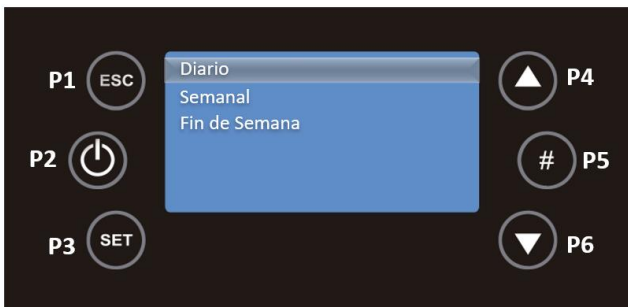 P1 ESC
Diario
Semanal
Fin de Semana
P4
P2
# P5
P3 SET
P6